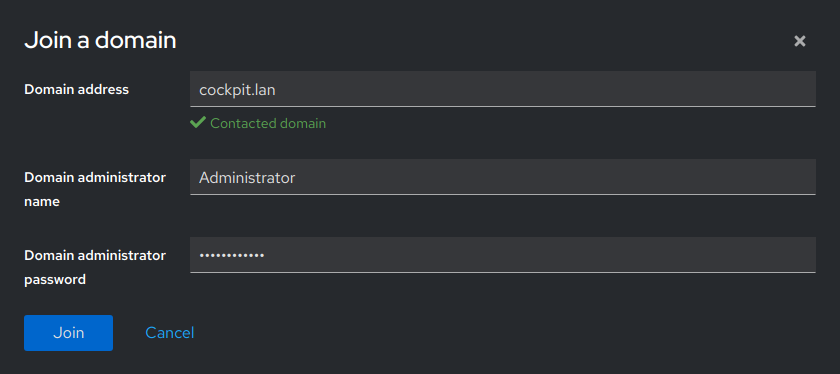 Join a domain
Domain address
cockpit.lan
Contacted domain
Domain administrator
name
Administrator
Domain administrator
password
••••••••••••
Join
Cancel